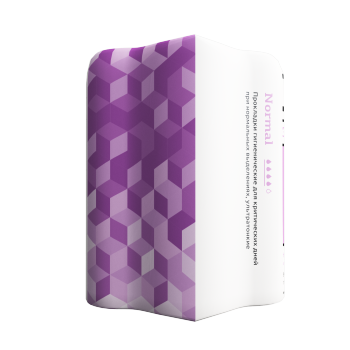 Normal
Прокладки гигиенические для критических дней
при нормальных выделениях, ультратонкие